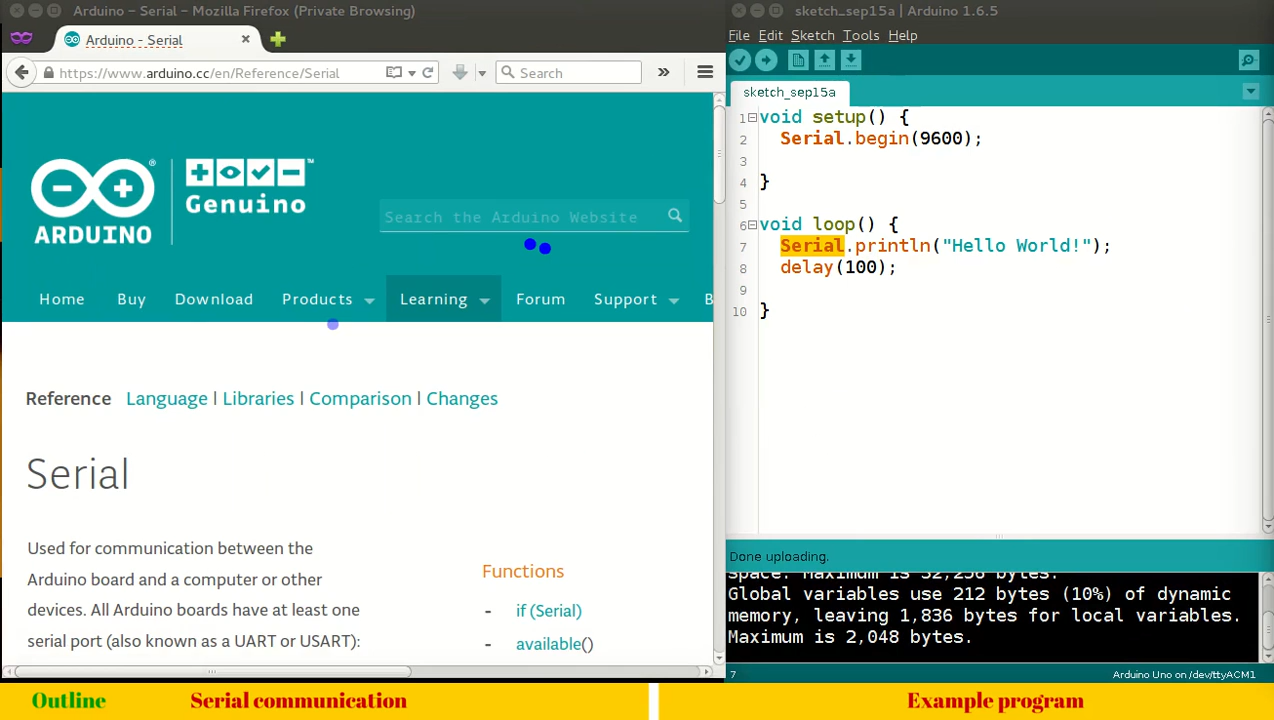 Arduino - Serial - Mozilla Firefox (Private Browsing)
Arduino - Serial
https://www.arduino.cc/en/Reference/Serial
Search
»
ARDUINO
®
Genuino
™
Search the Arduino Website
Home Buy Download Products Learning Forum Support B
Reference Language | Libraries | Comparison | Changes
Serial
Used for communication between the
Arduino board and a computer or other
devices. All Arduino boards have at least one
serial port (also known as a UART or USART):
Functions
- if (Serial)
- available()
sketch_sep15a | Arduino 1.6.5
File Edit Sketch Tools Help
sketch_sep15a
1 void setup() {
2 Serial.begin(9600);
3
4 }
5
6 void loop() {
7 Serial.println("Hello World!");
8 delay(100);
9
10 }
Done uploading.
space. Maximum is 32,256 bytes.
Global variables use 212 bytes (10%) of dynamic
memory, leaving 1,836 bytes for local variables.
Maximum is 2,048 bytes.
7 Arduino Uno on /dev/ttyACM1
Outline Serial communication Example program